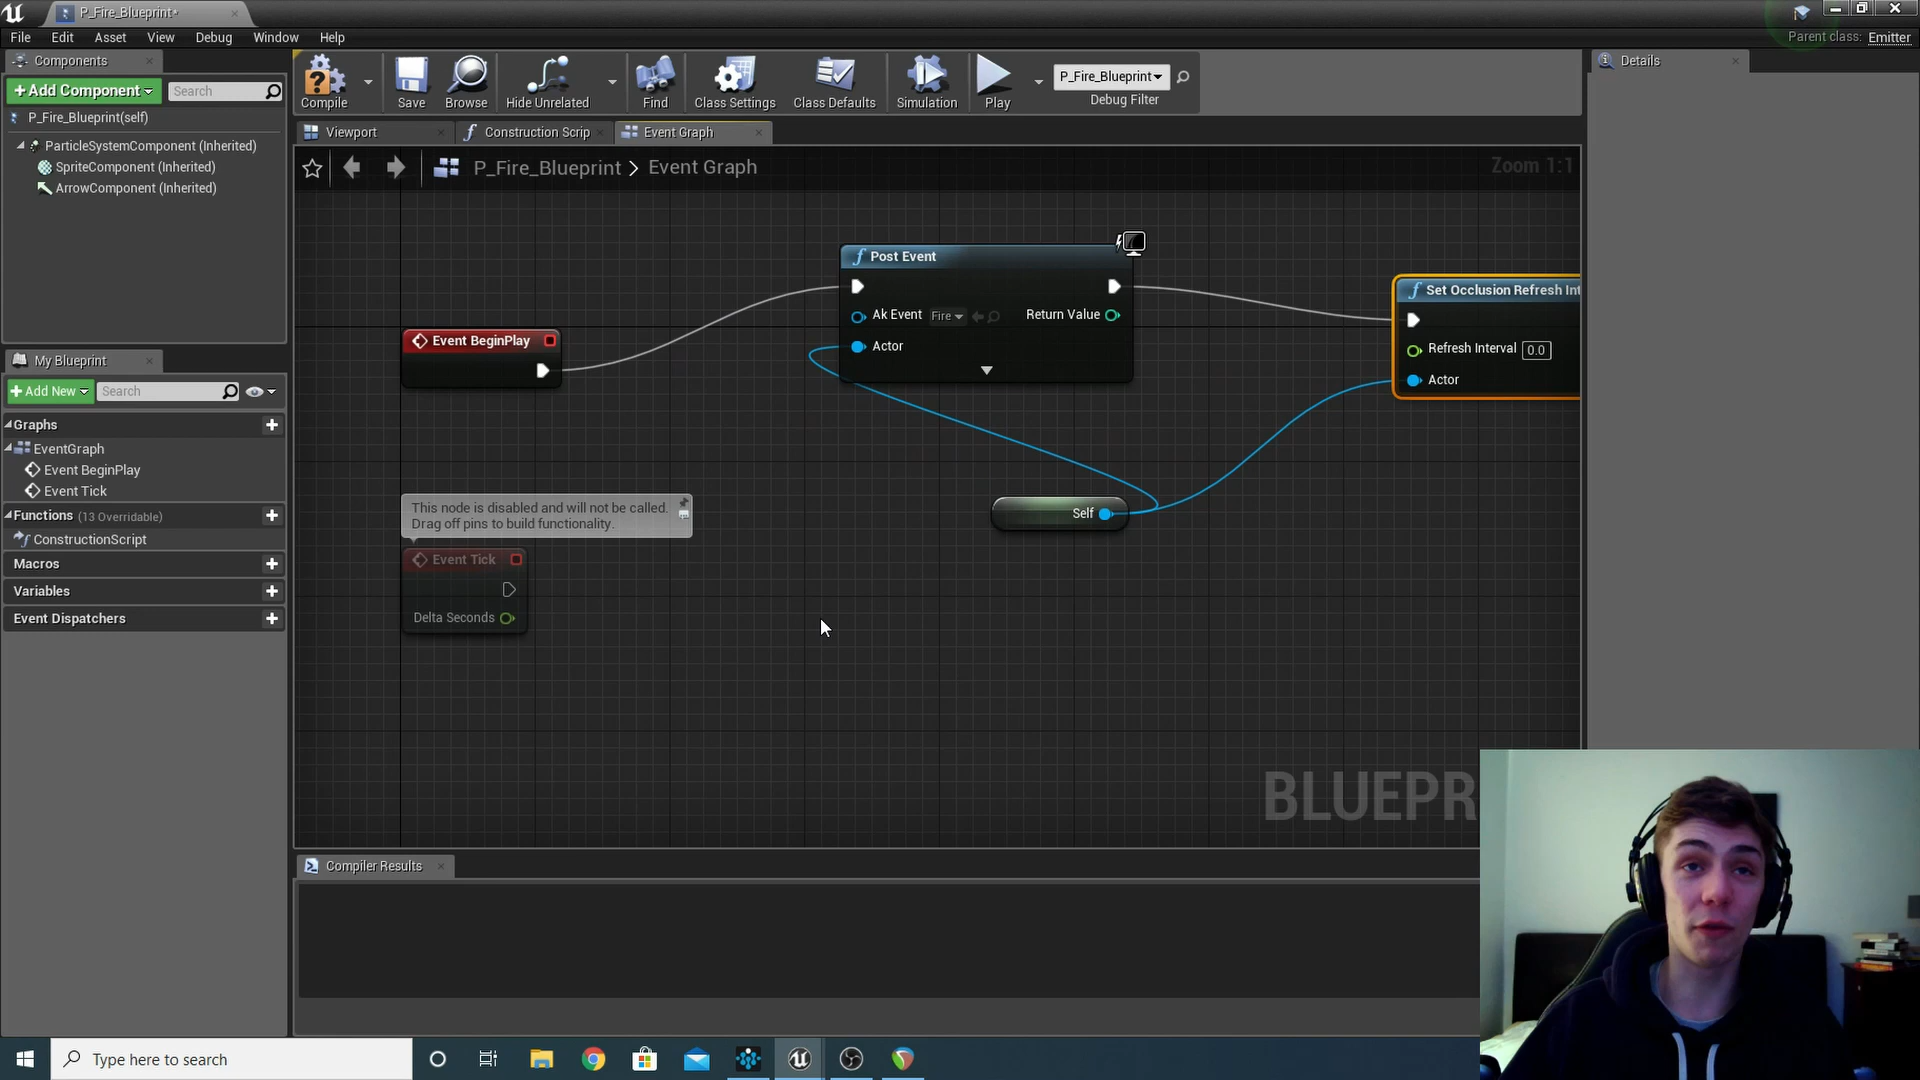 P_Fire_Blueprint*
File Edit Asset View Debug Window Help
Parent class: Emitter
Components
+Add Component
Search
P_Fire_Blueprint(self)
ParticleSystemComponent (Inherited)
SpriteComponent (Inherited)
ArrowComponent (Inherited)
My Blueprint
+Add New
Search
Graphs
EventGraph
Event BeginPlay
Event Tick
Functions (13 Overridable)
ConstructionScript
Macros
Variables
Event Dispatchers
Compile
Save
Browse
Hide Unrelated
Find
Class Settings
Class Defaults
Simulation
Play
P_Fire_Blueprint
Debug Filter
Details
Viewport
Construction Scrip
Event Graph
P_Fire_Blueprint > Event Graph
Zoom 1:1
Event BeginPlay
Post Event
Ak Event Fire
Return Value
Actor
Set Occlusion Refresh Int
Refresh Interval 0.0
Actor
Self
This node is disabled and will not be called.
Drag off pins to build functionality.
Event Tick
Delta Seconds
BLUEPR
Compiler Results
Type here to search